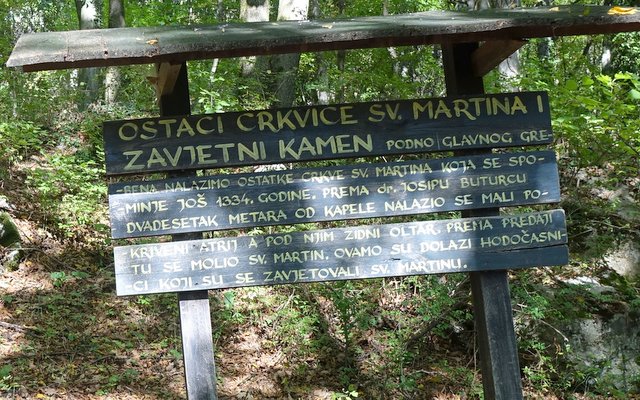 OSTACI CRKVICE SV. MARTINA I
ZAVJETNI KAMEN PODNO GLAVNOG GRE-
BENA NALAZIMO OSTATKE CRKVE SV. MARTINA KOJA SE SPO-
MINJE JOŠ 1334. GODINE. PREMA dr. JOSIPU BUTURCU
DVADESETAK METARA OD KAPELE NALAZIO SE MALI PO-
KRIVENI ATRIJ A POD NJIM ZIDNI OLTAR. PREMA PREDAJI
TU SE MOLIO SV. MARTIN. OVAMO SU DOLAZI HODOČASNI-
CI KOJI SU SE ZAVJETOVALI SV. MARTINU.